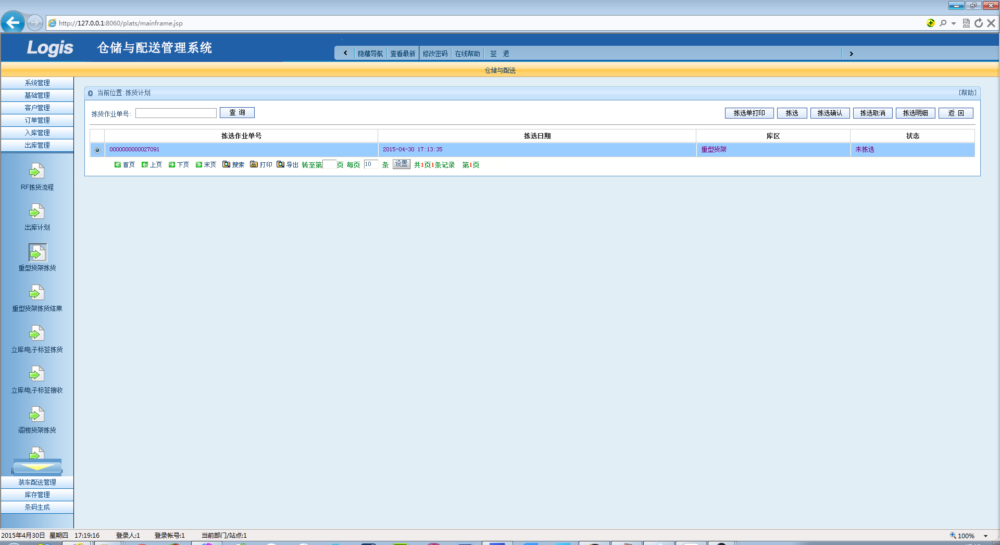 http://127.0.0.1:8060/plats/mainframe.jsp
Logis 仓储与配送管理系统
隐藏导航 查看最新 修改密码 在线帮助 签 退
仓储与配送
系统管理
基础管理
客户管理
订单管理
入库管理
出库管理
RF拣货流程
出库计划
重型货架拣货
重型货架拣货结果
立库/电子标签拣货
立库/电子标签接收
阁楼货架拣货
装车配送管理
库存管理
条码生成
当前位置:拣货计划 [帮助]
拣货作业单号: 查 询 拣选单打印 拣选 拣选确认 拣选取消 拣选明细 返 回
拣选作业单号 拣选日期 库区 状态
0000000000027091 2015-04-30 17:13:35 重型货架 未拣选
首页 上页 下页 末页 搜索 打印 导出 转至第 页 每页 10 条 设置 共1页1条记录 第1页
2015年4月30日 星期四 17:19:16 登录人:1 登录帐号:1 当前部门/站点:1 100%